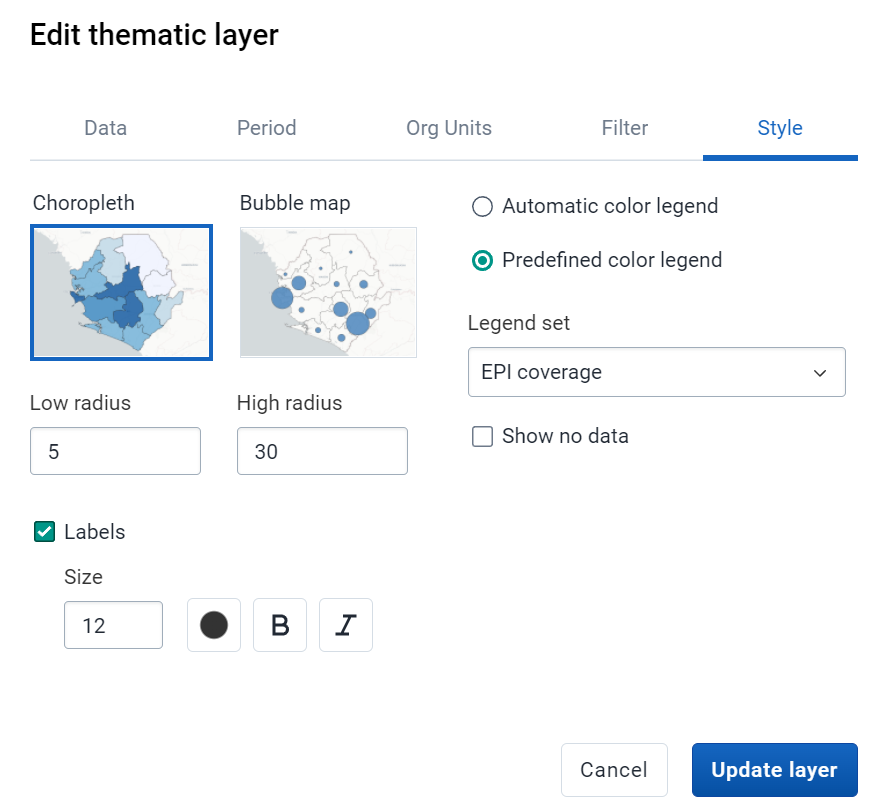 Edit thematic layer
Data Period Org Units Filter Style
Choropleth Bubble map
Automatic color legend
Predefined color legend
Legend set
EPI coverage
Low radius High radius
5 30
Show no data
Labels
Size
12 B I
Cancel Update layer